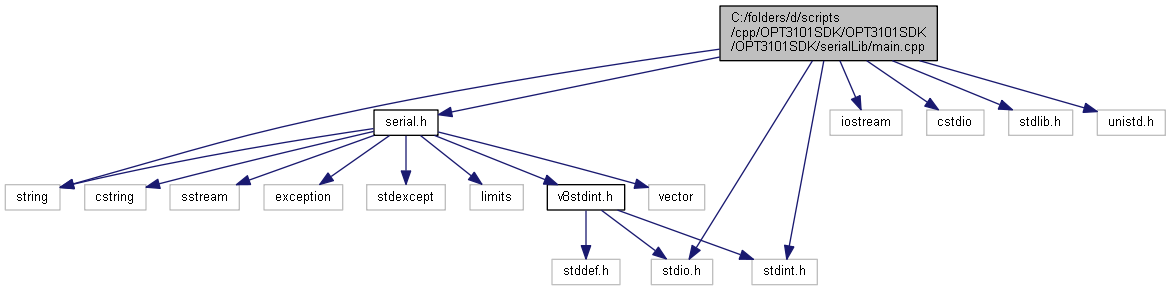 C:/folders/d/scripts
/cpp/OPT3101SDK/OPT3101SDK
/OPT3101SDK/serialLib/main.cpp
serial.h
iostream
cstdio
stdlib.h
unistd.h
string
cstring
sstream
exception
stdexcept
limits
v8stdint.h
vector
stddef.h
stdio.h
stdint.h